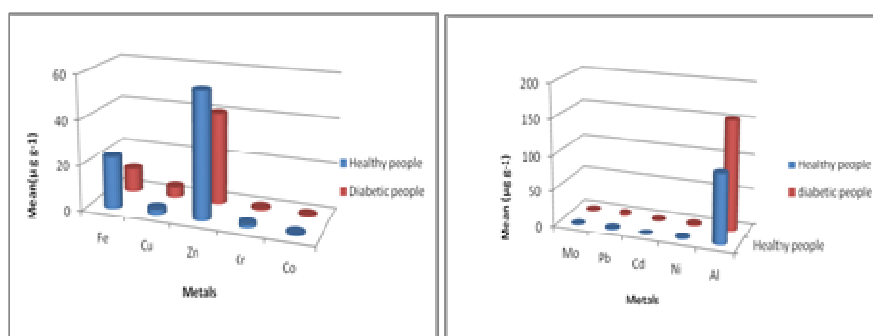 60
40
20
0
Mean(µg g-1)
Fe
Cu
Zn
Cr
Co
Metals
Healthy people
Diabetic people
200
150
100
50
0
Mean (µg g-1)
Mo
Pb
Cd
Ni
Al
Metals
Healthy people
diabetic people
Healthy people